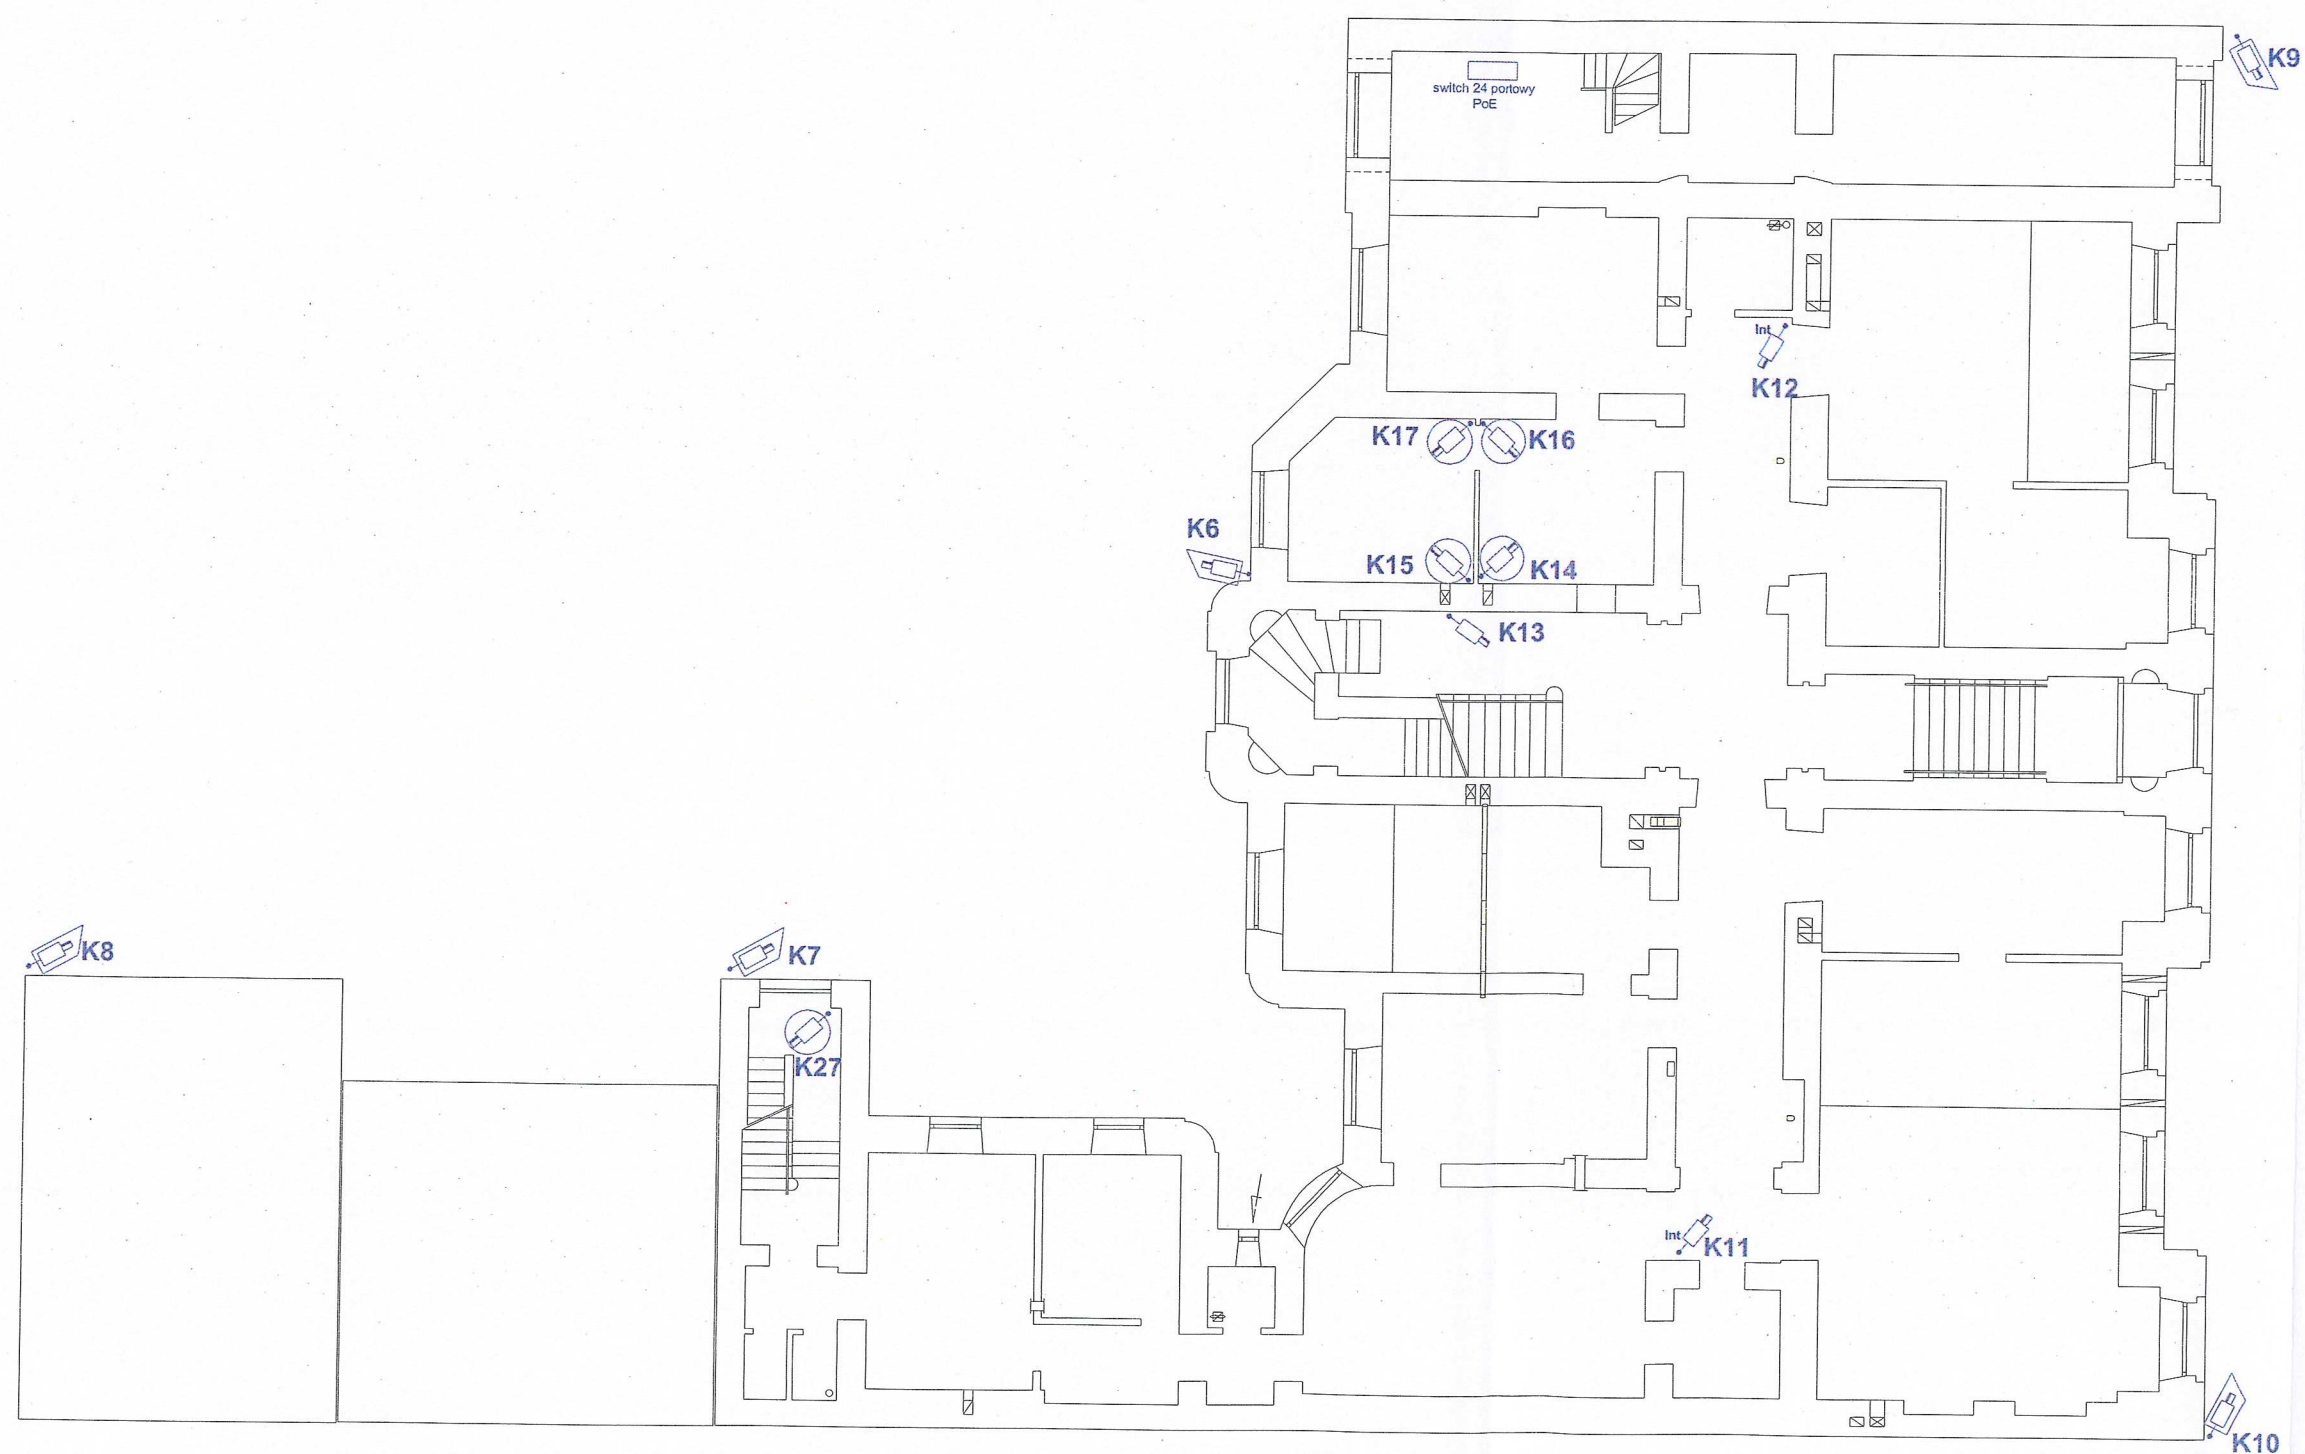 K9
switch 24 portowy
PoE
Int
K12
K17
K16
K6
K15
K14
K13
K8
K7
K27
Int
K11
K10